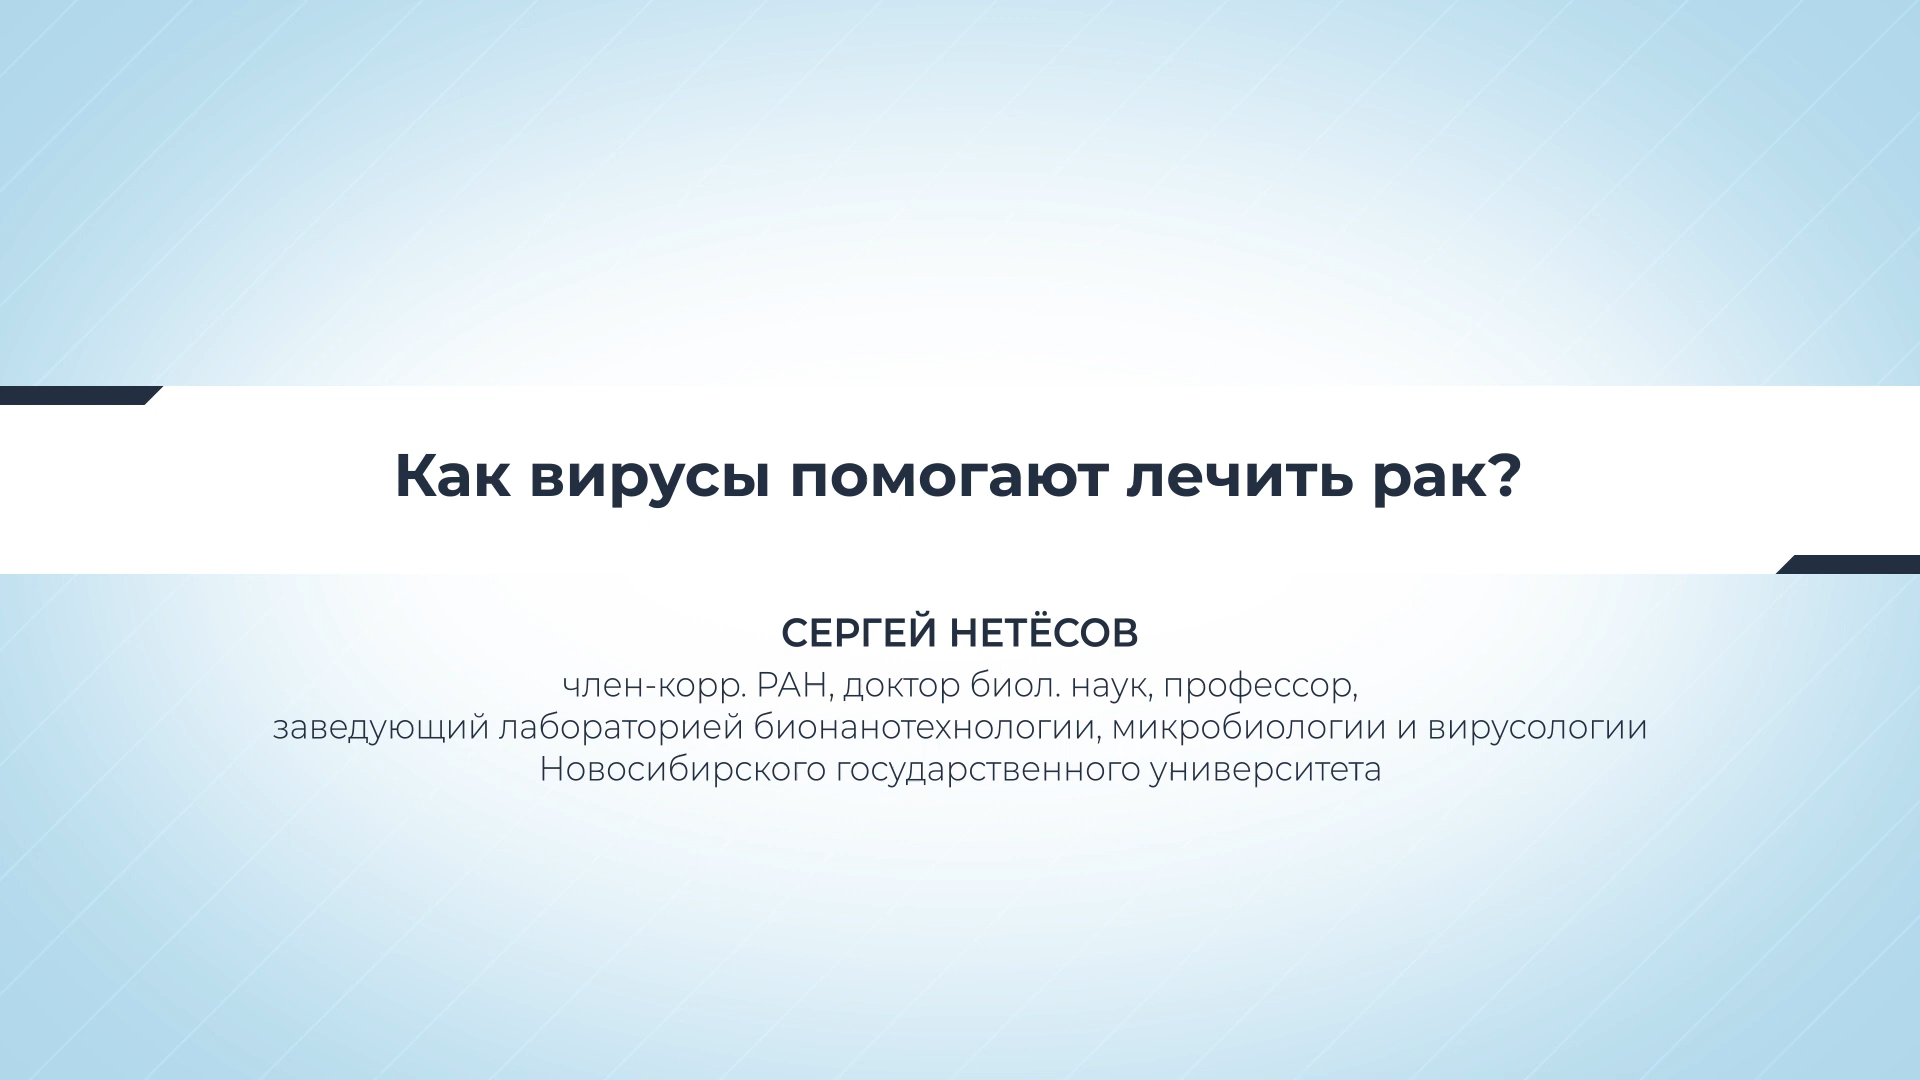 Как вирусы помогают лечить рак?
СЕРГЕЙ НЕТЁСОВ
член-корр. РАН, доктор биол. наук, профессор,
заведующий лабораторией бионанотехнологии, микробиологии и вирусологии
Новосибирского государственного университета